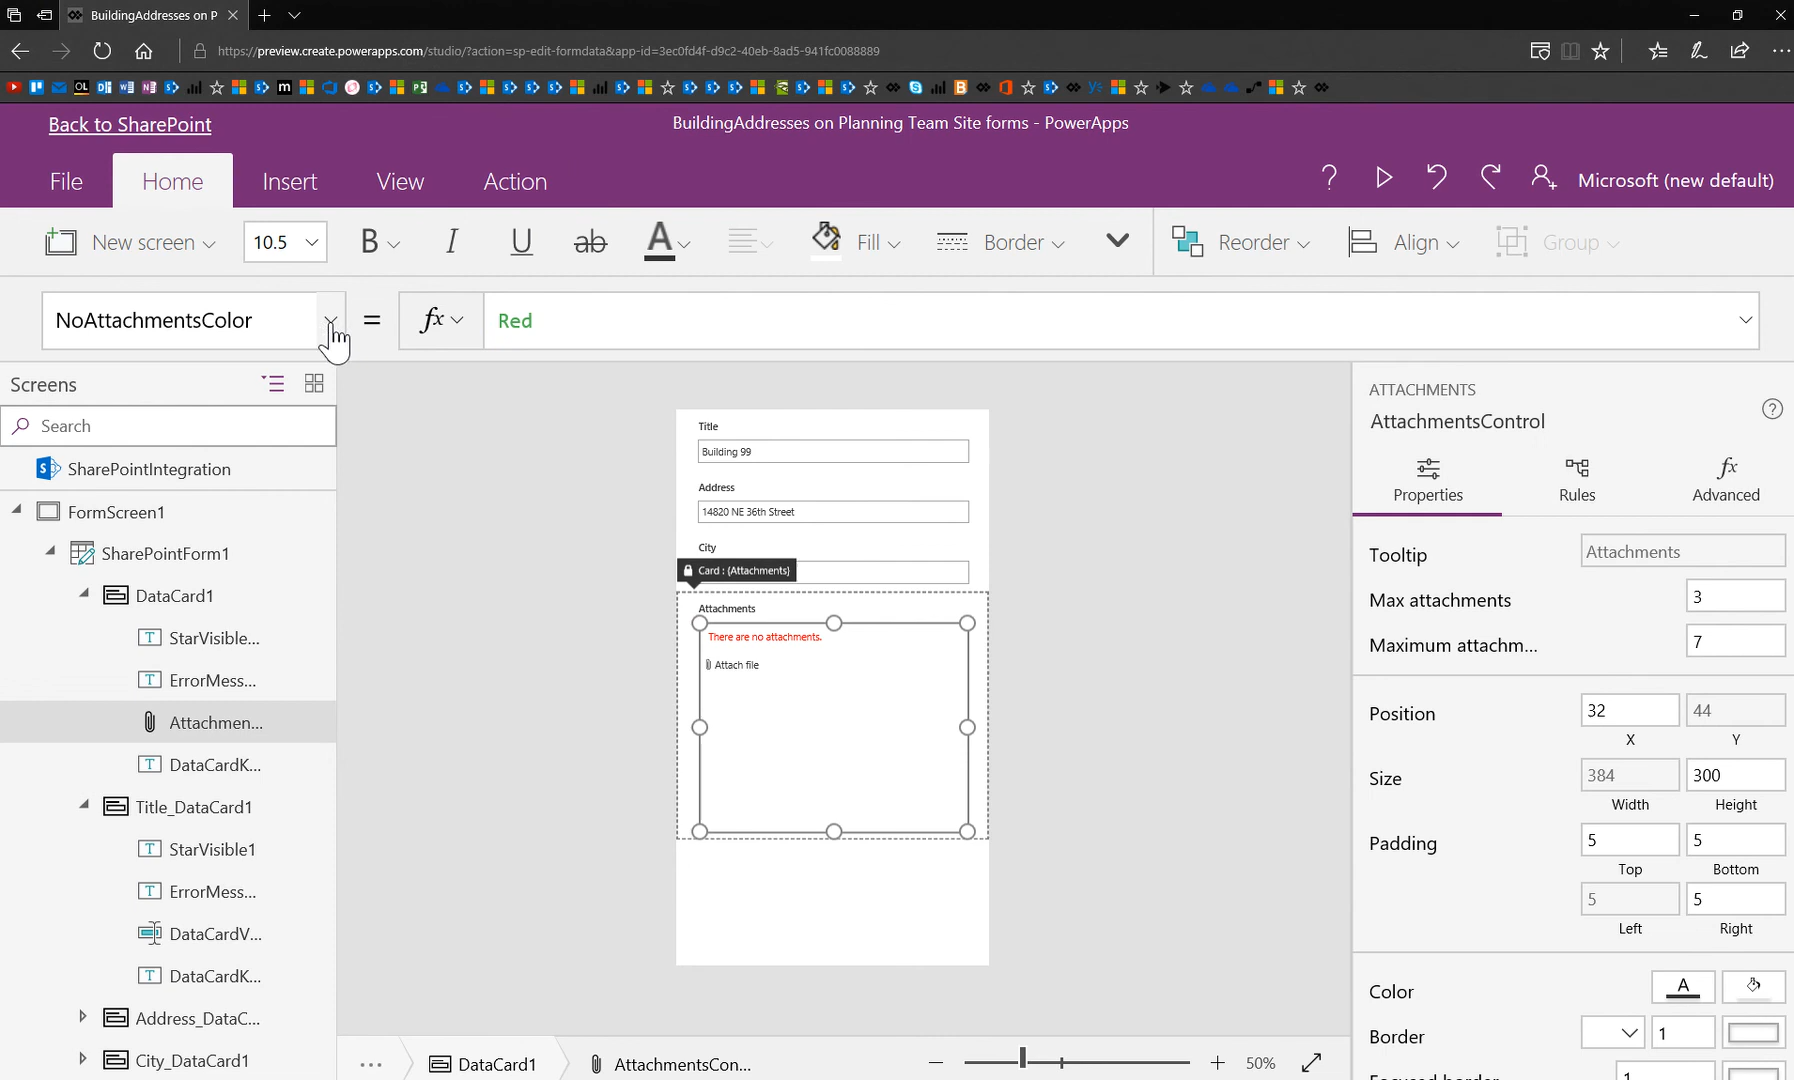 BuildingAddresses on P
https://preview.create.powerapps.com/studio/?action=sp-edit-formdata&app-id=3ec0fd4f-d9c2-40eb-8ad5-941fc0088889
Back to SharePoint
BuildingAddresses on Planning Team Site forms - PowerApps
File
Home
Insert
View
Action
?
Microsoft (new default)
New screen
10.5
B
I
U
ab
A
Fill
Border
Reorder
Align
Group
NoAttachmentsColor
=
fx
Red
Screens
Search
SharePointIntegration
FormScreen1
SharePointForm1
DataCard1
StarVisible...
ErrorMess...
Attachmen...
DataCardK...
Title_DataCard1
StarVisible1
ErrorMess...
DataCardV...
DataCardK...
Address_DataC...
City_DataCard1
Title
Building 99
Address
14820 NE 36th Street
City
Card : (Attachments)
Attachments
There are no attachments.
Attach file
... DataCard1 AttachmentsCon...
50%
ATTACHMENTS
AttachmentsControl
?
Properties
Rules
fx
Advanced
Tooltip
Attachments
Max attachments
3
Maximum attachm...
7
Position
32
44
X
Y
Size
384
300
Width
Height
Padding
5
5
Top
Bottom
5
5
Left
Right
Color
A
Border
1